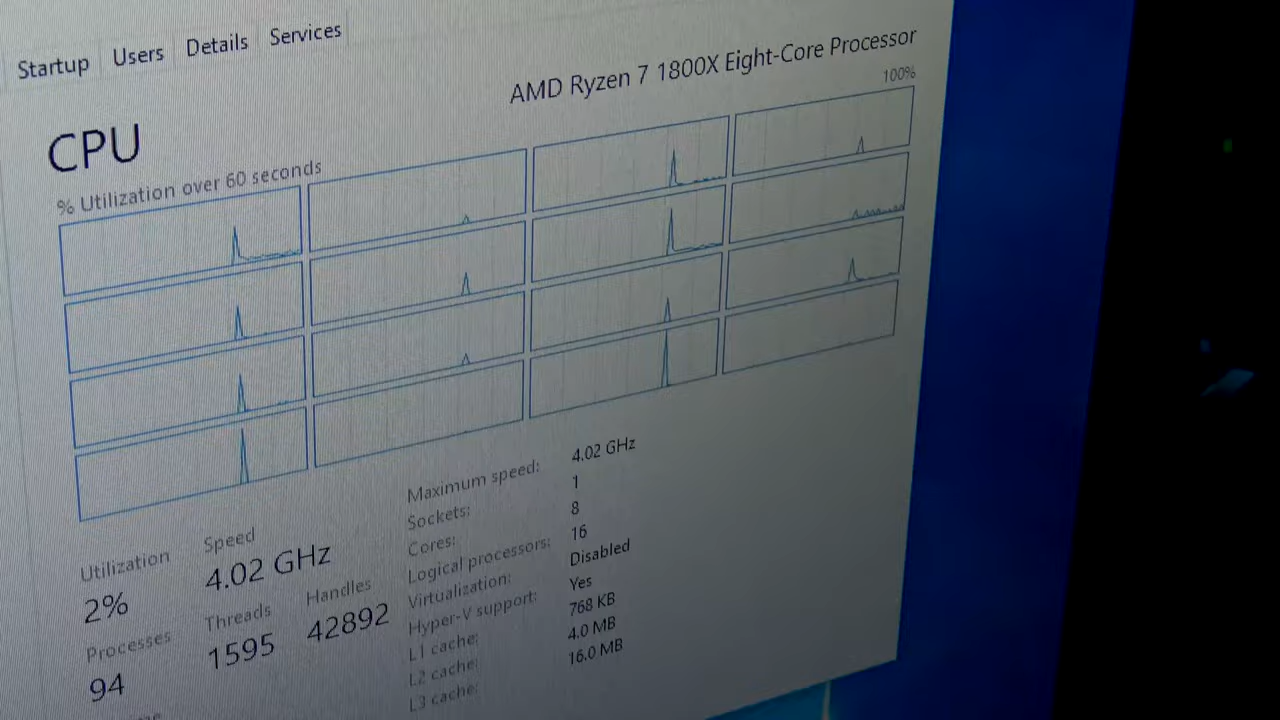 Startup Users Details Services
CPU
AMD Ryzen 7 1800X Eight-Core Processor
% Utilization over 60 seconds
100%
Utilization
2%
Speed
4.02 GHz
Processes
94
Threads
1595
Handles
42892
Maximum speed: 4.02 GHz
Sockets: 1
Cores: 8
Logical processors: 16
Virtualization: Disabled
Hyper-V support: Yes
L1 cache: 768 KB
L2 cache: 4.0 MB
L3 cache: 16.0 MB